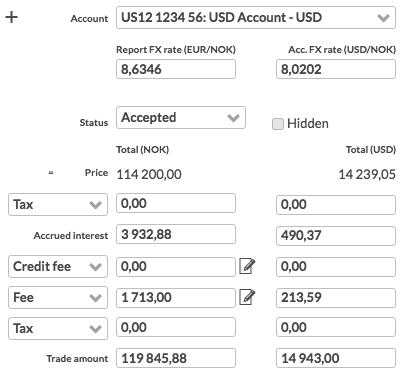 + Account US12 1234 56: USD Account - USD
Report FX rate (EUR/NOK) Acc. FX rate (USD/NOK)
8,6346 8,0202
Status Accepted Hidden
Total (NOK) Total (USD)
= Price 114 200,00 14 239,05
Tax 0,00 0,00
Accrued interest 3 932,88 490,37
Credit fee 0,00 0,00
Fee 1 713,00 213,59
Tax 0,00 0,00
Trade amount 119 845,88 14 943,00